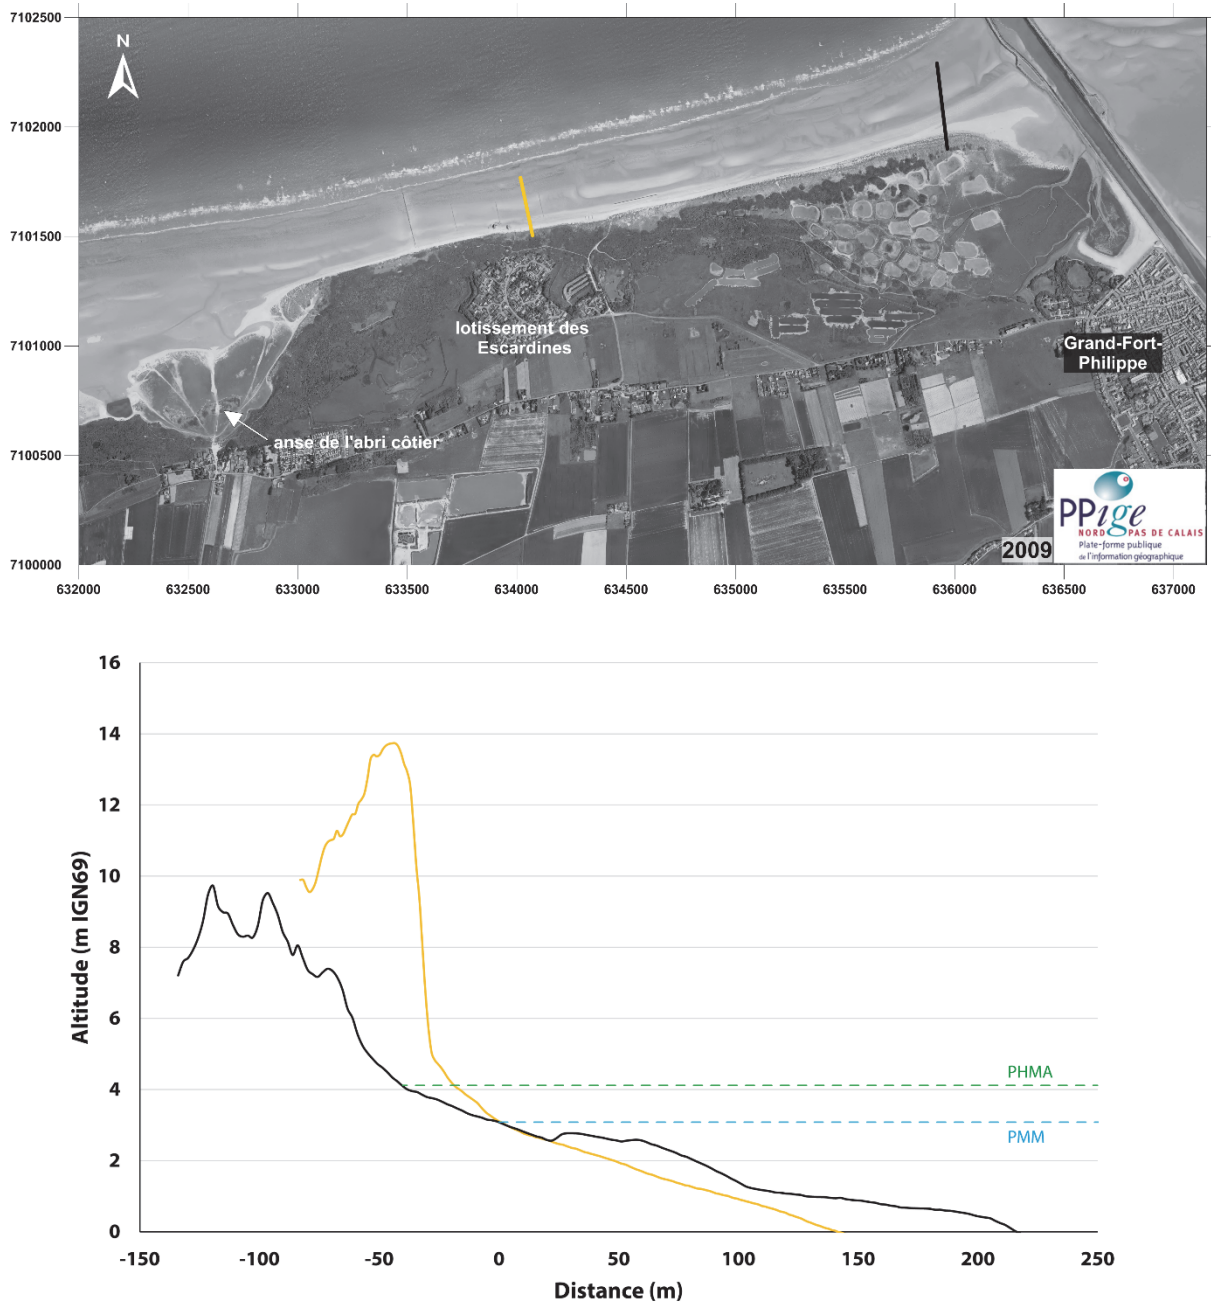 7102500
N
7102000
7101500
lotissement des
Escardines
7101000
Grand-Fort-
Philippe
anse de l'abri côtier
7100500
PPige
NORD PAS DE CALAIS
Plate-forme publique
de l'information géographique
2009
7100000
632000 632500 633000 633500 634000 634500 635000 635500 636000 636500 637000
16
14
12
10
8
6
4
2
0
Altitude (m IGN69)
PHMA
PMM
-150 -100 -50 0 50 100 150 200 250
Distance (m)